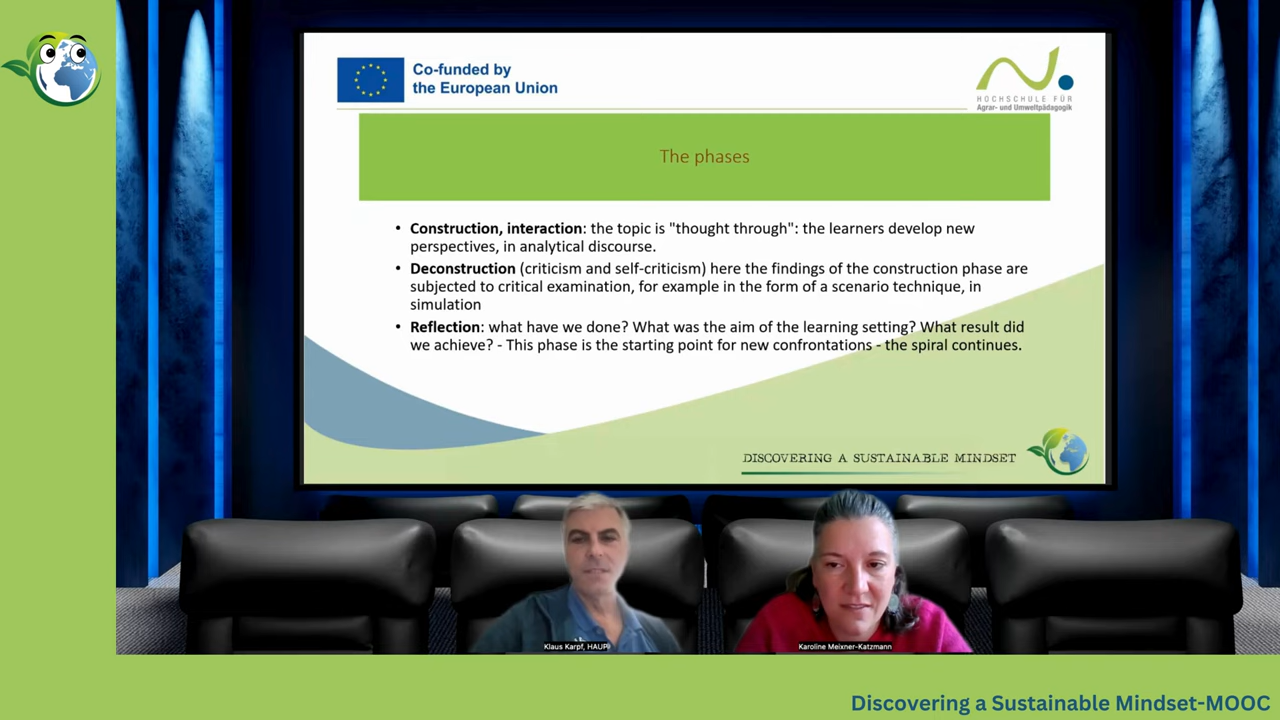 Co-funded by
the European Union
HOCHSCHULE FÜR
Agrar- und Umweltpädagogik
The phases
• Construction, interaction: the topic is "thought through": the learners develop new
perspectives, in analytical discourse.
• Deconstruction (criticism and self-criticism) here the findings of the construction phase are
subjected to critical examination, for example in the form of a scenario technique, in
simulation
• Reflection: what have we done? What was the aim of the learning setting? What result did
we achieve? - This phase is the starting point for new confrontations - the spiral continues.
DISCOVERING A SUSTAINABLE MINDSET
Klaus Karpf, HAUP
Karoline Meixner-Katzmann
Discovering a Sustainable Mindset-MOOC